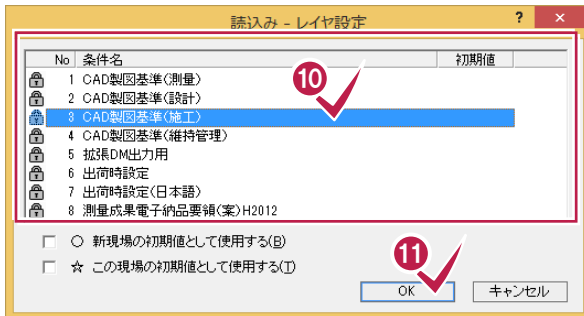 読込み - レイヤ設定 ? ×
No 条件名 初期値
1 CAD製図基準(測量)
2 CAD製図基準(設計)
3 CAD製図基準(施工)
4 CAD製図基準(維持管理)
5 拡張DM出力用
6 出荷時設定
7 出荷時設定(日本語)
8 測量成果電子納品要領(案)H2012
10
○ 新現場の初期値として使用する(B)
☆ この現場の初期値として使用する(T)
11
OK キャンセル